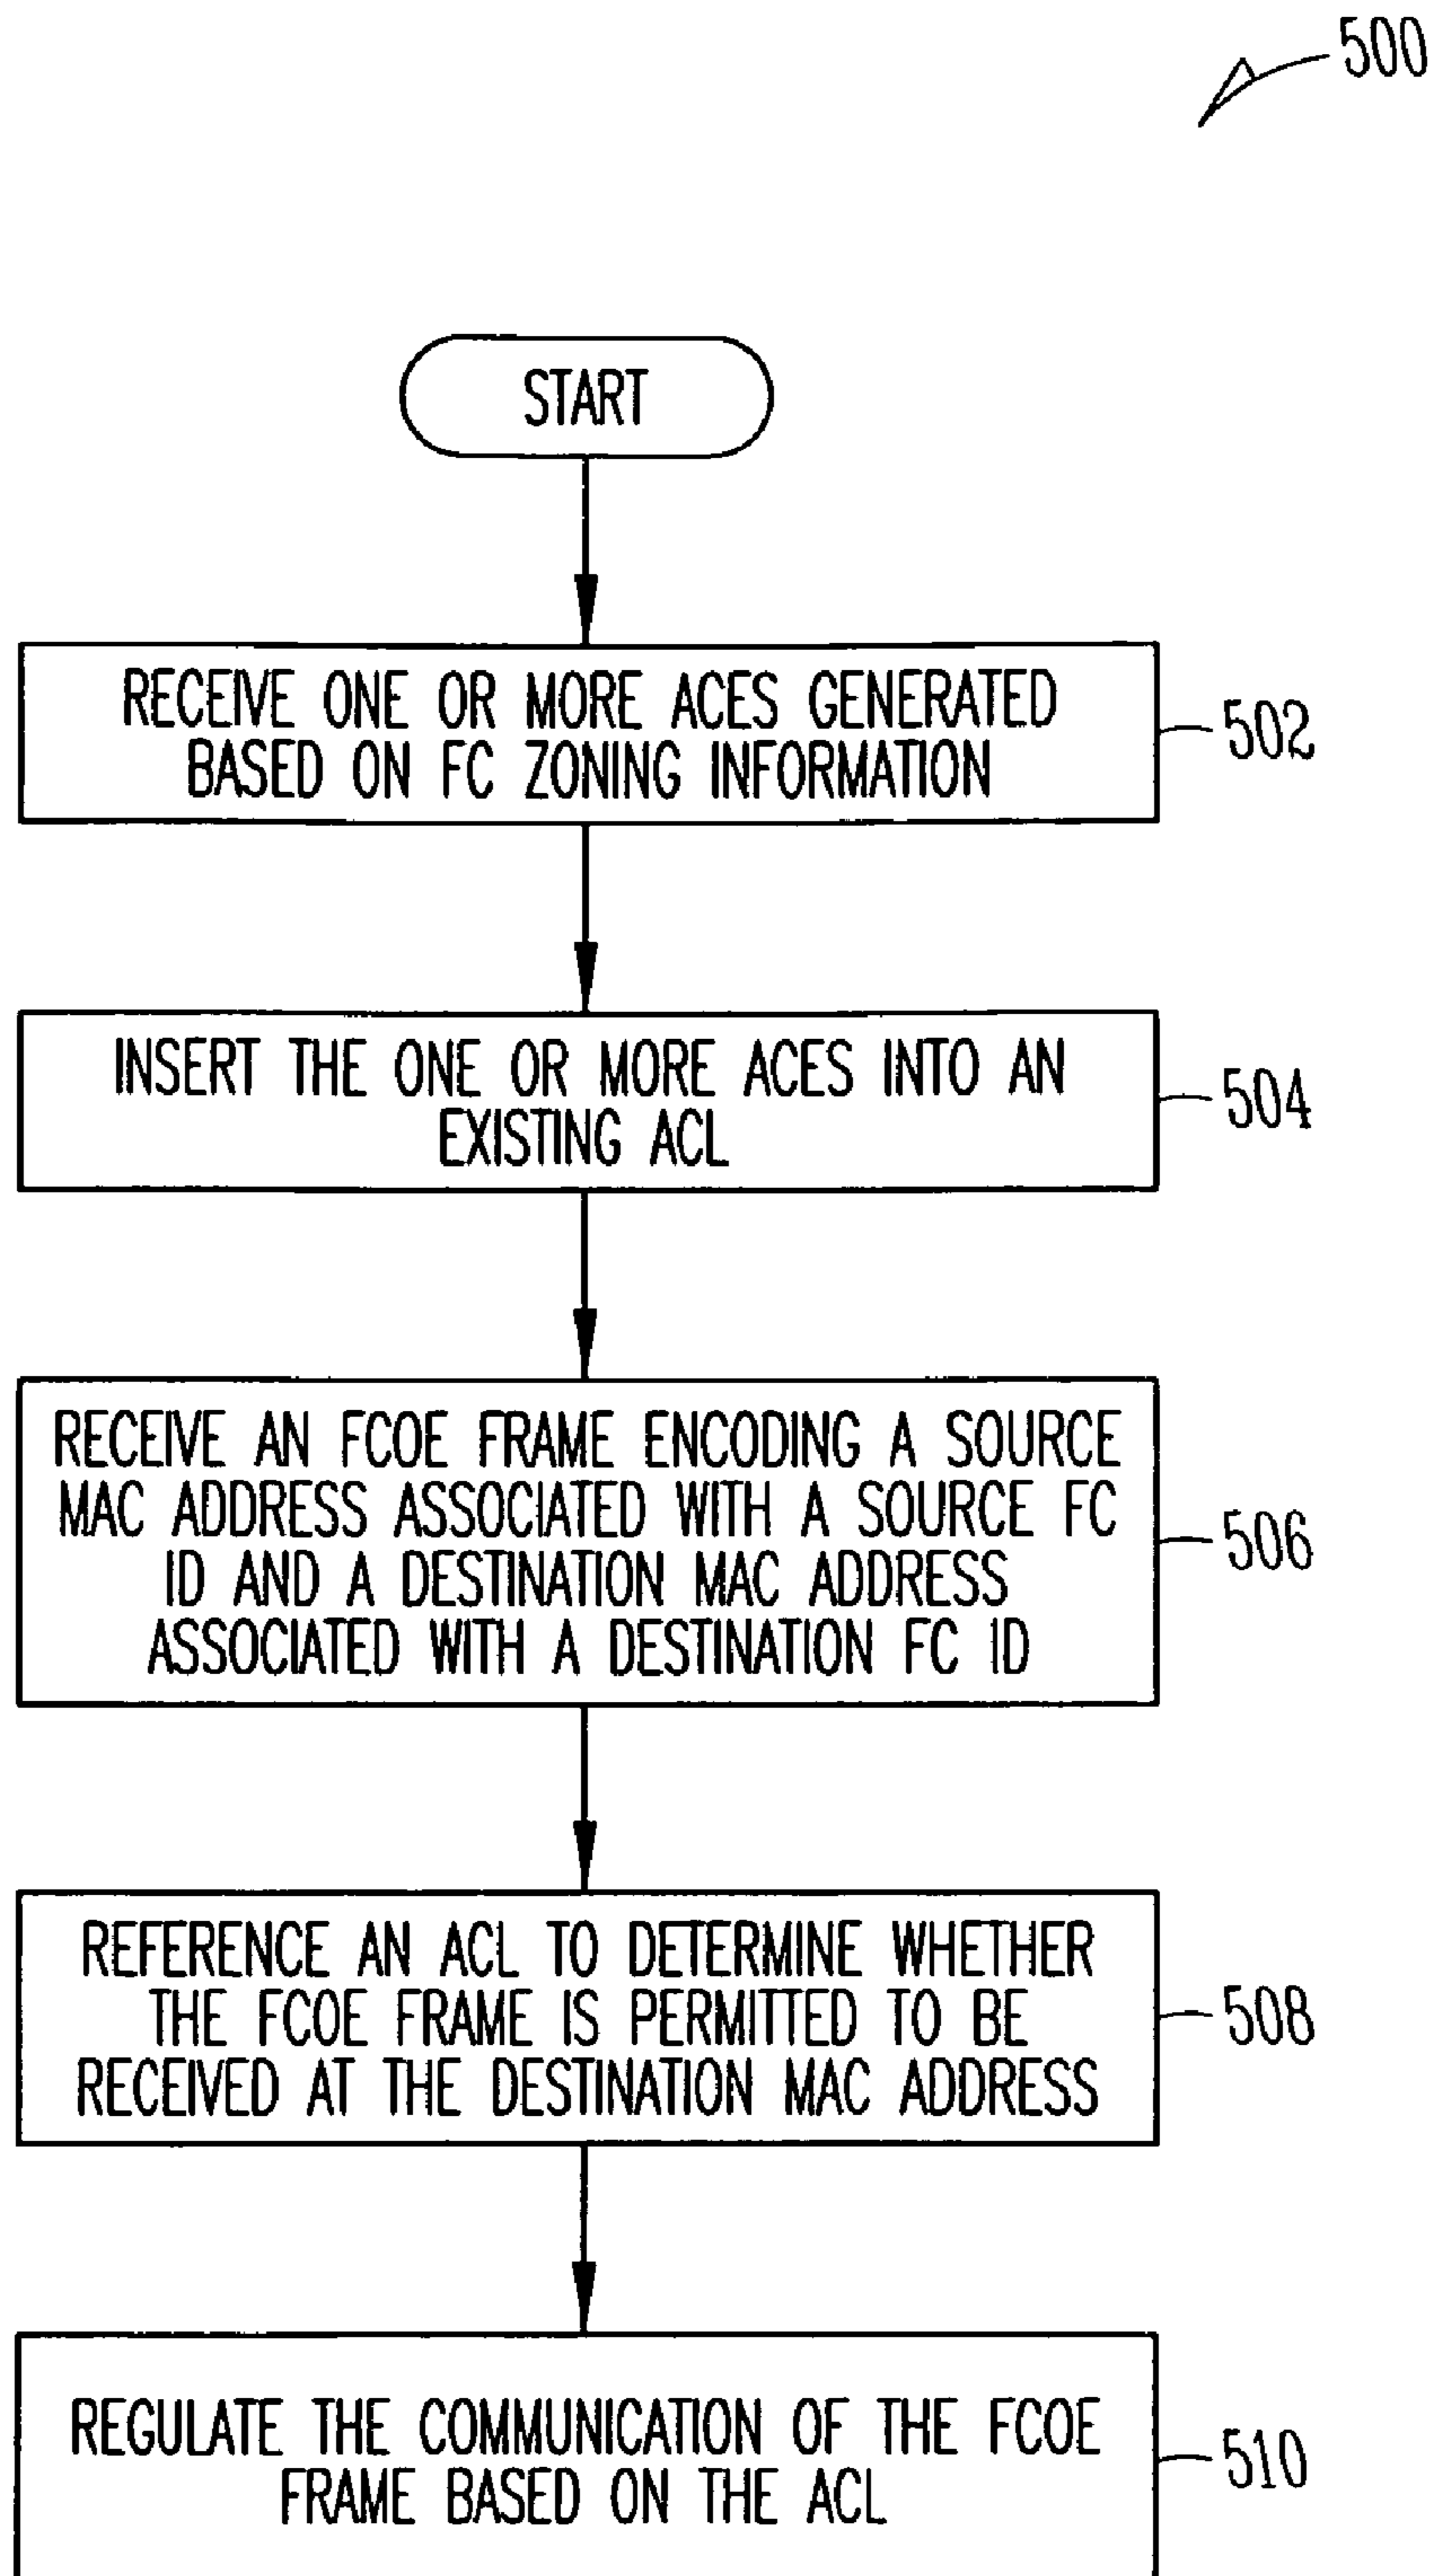 500
START
RECEIVE ONE OR MORE ACES GENERATED
BASED ON FC ZONING INFORMATION
502
INSERT THE ONE OR MORE ACES INTO AN
EXISTING ACL
504
RECEIVE AN FCOE FRAME ENCODING A SOURCE
MAC ADDRESS ASSOCIATED WITH A SOURCE FC
ID AND A DESTINATION MAC ADDRESS
ASSOCIATED WITH A DESTINATION FC ID
506
REFERENCE AN ACL TO DETERMINE WHETHER
THE FCOE FRAME IS PERMITTED TO BE
RECEIVED AT THE DESTINATION MAC ADDRESS
508
REGULATE THE COMMUNICATION OF THE FCOE
FRAME BASED ON THE ACL
510